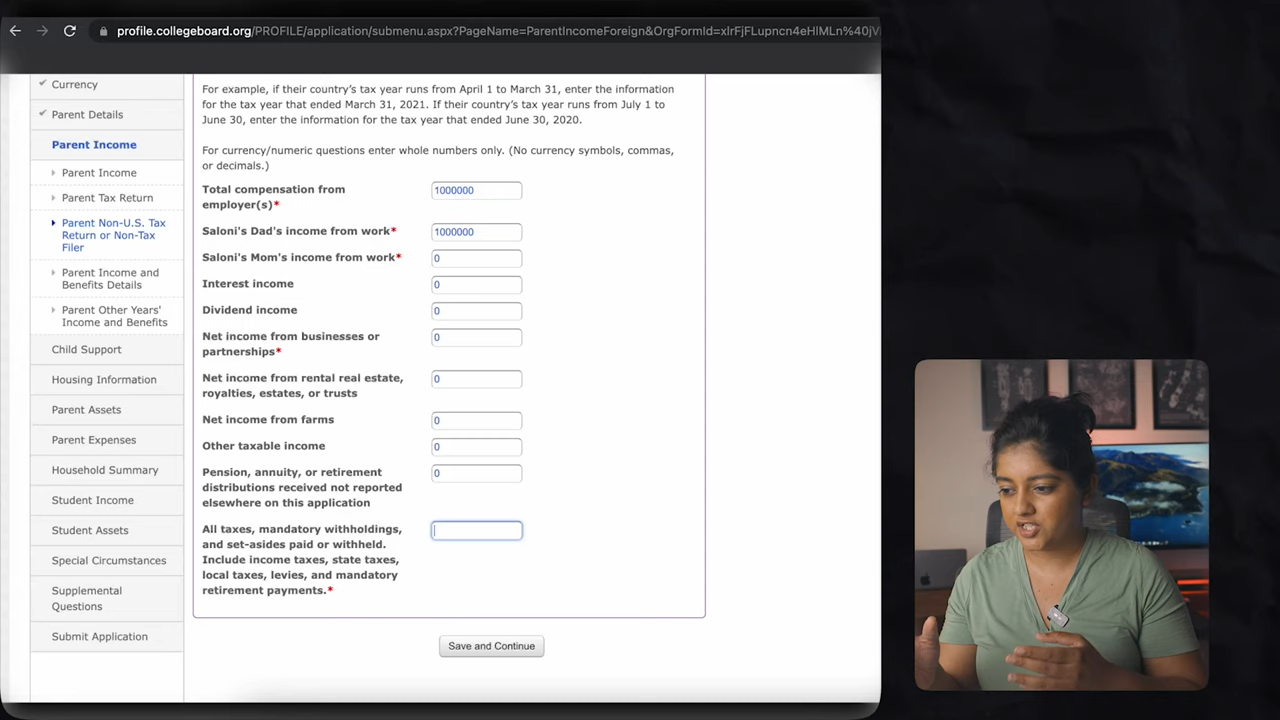 profile.collegeboard.org/PROFILE/application/submenu.aspx?PageName=ParentIncomeForeign&OrgFormId=xlrFjFLupncn4eHlMLn%40jV
Currency
Parent Details
Parent Income
Parent Income
Parent Tax Return
Parent Non-U.S. Tax
Return or Non-Tax
Filer
Parent Income and
Benefits Details
Parent Other Years'
Income and Benefits
Child Support
Housing Information
Parent Assets
Parent Expenses
Household Summary
Student Income
Student Assets
Special Circumstances
Supplemental
Questions
Submit Application
For example, if their country's tax year runs from April 1 to March 31, enter the information
for the tax year that ended March 31, 2021. If their country's tax year runs from July 1 to
June 30, enter the information for the tax year that ended June 30, 2020.
For currency/numeric questions enter whole numbers only. (No currency symbols, commas,
or decimals.)
Total compensation from
employer(s)*
1000000
Saloni's Dad's income from work*
1000000
Saloni's Mom's income from work*
0
Interest income
0
Dividend income
0
Net income from businesses or
partnerships*
0
Net income from rental real estate,
royalties, estates, or trusts
0
Net income from farms
0
Other taxable income
0
Pension, annuity, or retirement
distributions received not reported
elsewhere on this application
0
All taxes, mandatory withholdings,
and set-asides paid or withheld.
Include income taxes, state taxes,
local taxes, levies, and mandatory
retirement payments.*
Save and Continue